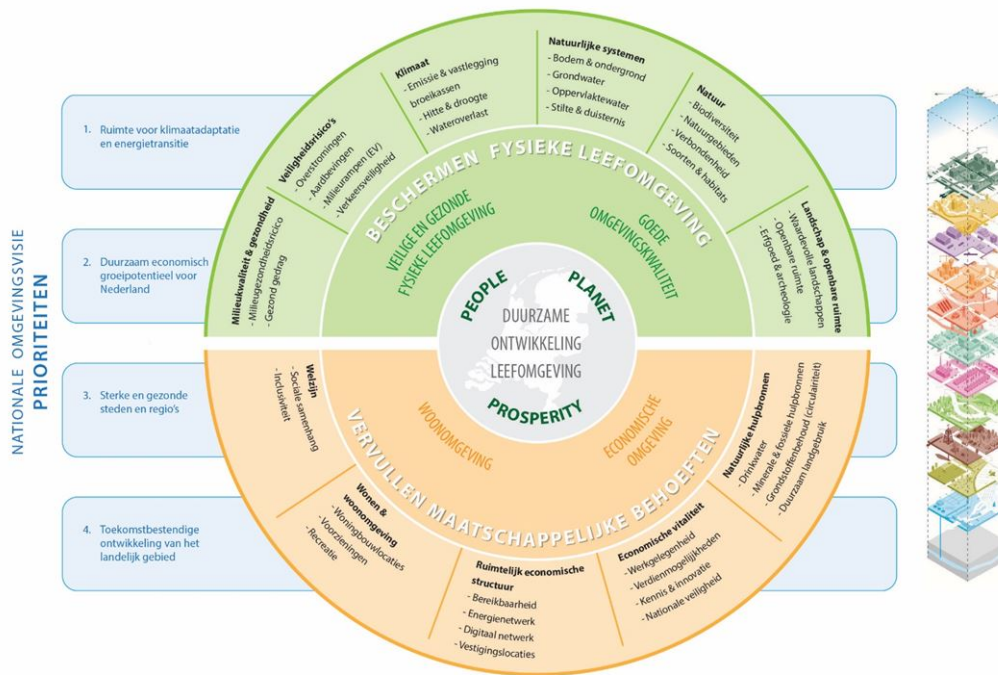 NATIONALE OMGEVINGSVISIE
PRIORITEITEN
1. Ruimte voor klimaatadaptatie
en energietransitie
2. Duurzaam economisch
groeipotentieel voor
Nederland
3. Sterke en gezonde
steden en regio's
4. Toekomstbestendige
ontwikkeling van het
landelijk gebied
Milieukwaliteit & gezondheid
- Milieugezondheidsricico
- Gezond gedrag
Veiligheidsrisico's
- Overstromingen
- Aardbevingen
- Milieurampen (EV)
- Verkeersveiligheid
Klimaat
- Emissie & vastlegging
broeikassen
- Hitte & droogte
- Wateroverlast
Natuurlijke systemen
- Bodem & ondergrond
- Grondwater
- Oppervlaktewater
- Stilte & duisternis
Natuur
- Biodiversiteit
- Natuurgebieden
- Verbondenheid
- Soorten & habitats
Landschap & openbare ruimte
- Waardevolle landschappen
- Openbare ruimte
- Erfgoed & archeologie
BESCHERMEN FYSIEKE LEEFOMGEVING
VEILIGE EN GEZONDE
FYSIEKE LEEFOMGEVING
GOEDE
OMGEVINGSKWALITEIT
PEOPLE
PLANET
DUURZAME
ONTWIKKELING
LEEFOMGEVING
PROSPERITY
WOONOMGEVING
ECONOMISCHE
OMGEVING
VERVULLEN MAATSCHAPPELIJKE BEHOEFTEN
Welzijn
- Sociale samenhang
- Inclusiviteit
Wonen &
woonomgeving
- Woningbouwlocaties
- Voorzieningen
- Recreatie
Ruimtelijk economische
structuur
- Bereikbaarheid
- Energienetwerk
- Digitaal netwerk
- Vestigingslocaties
Economische vitaliteit
- Werkgelegenheid
- Verdienmogelijkheden
- Kennis & innovatie
- Nationale veiligheid
Natuurlijke hulpbronnen
- Drinkwater
- Minerale & fossiele hulpbronnen
- Grondstoffenbehoud (circulairiteit)
- Duurzaam landgebruik